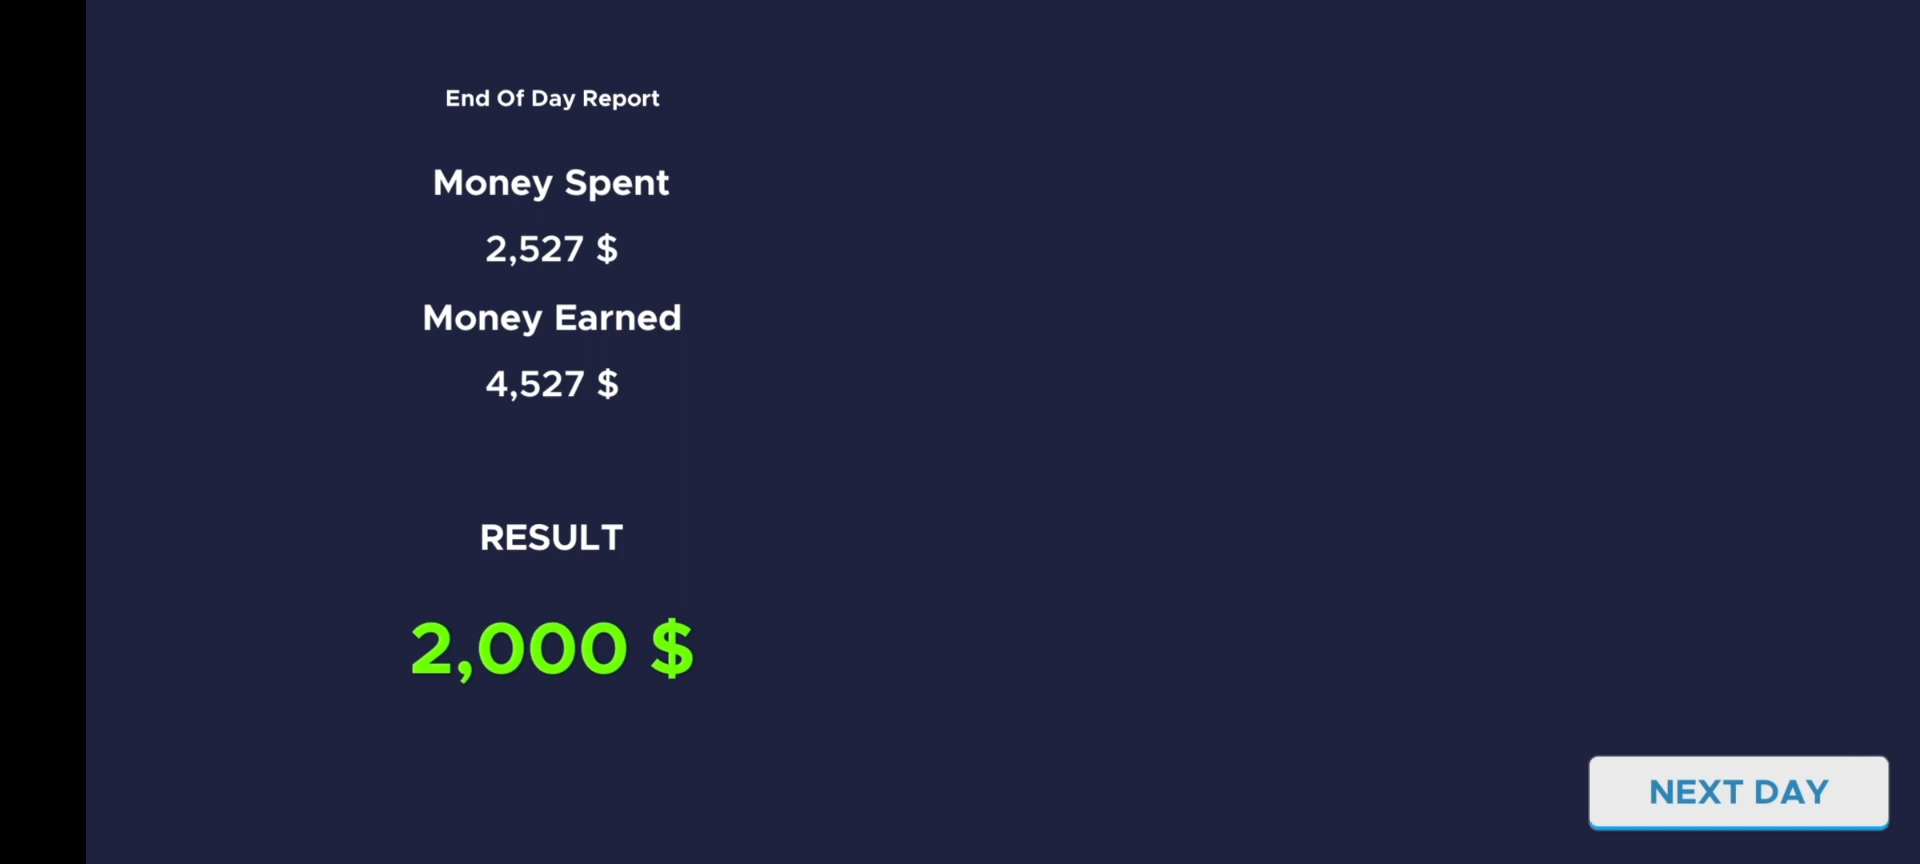 End Of Day Report
Money Spent
2,527 $
Money Earned
4,527 $
RESULT
2,000 $
NEXT DAY